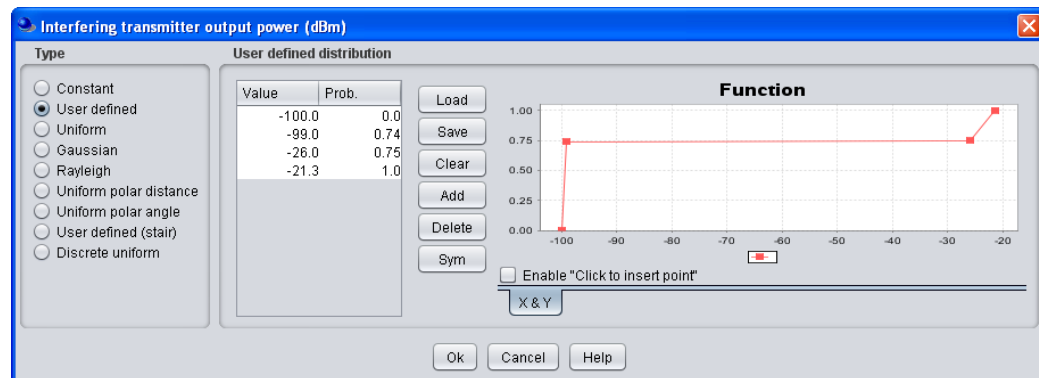 Interfering transmitter output power (dBm)
Type
Constant
User defined
Uniform
Gaussian
Rayleigh
Uniform polar distance
Uniform polar angle
User defined (stair)
Discrete uniform
User defined distribution
Value Prob.
-100.0 0.0
-99.0 0.74
-26.0 0.75
-21.3 1.0
Load
Save
Clear
Add
Delete
Sym
Function
1.00
0.75
0.50
0.25
0.00
-100 -90 -80 -70 -60 -50 -40 -30 -20
Enable "Click to insert point"
X & Y
Ok Cancel Help